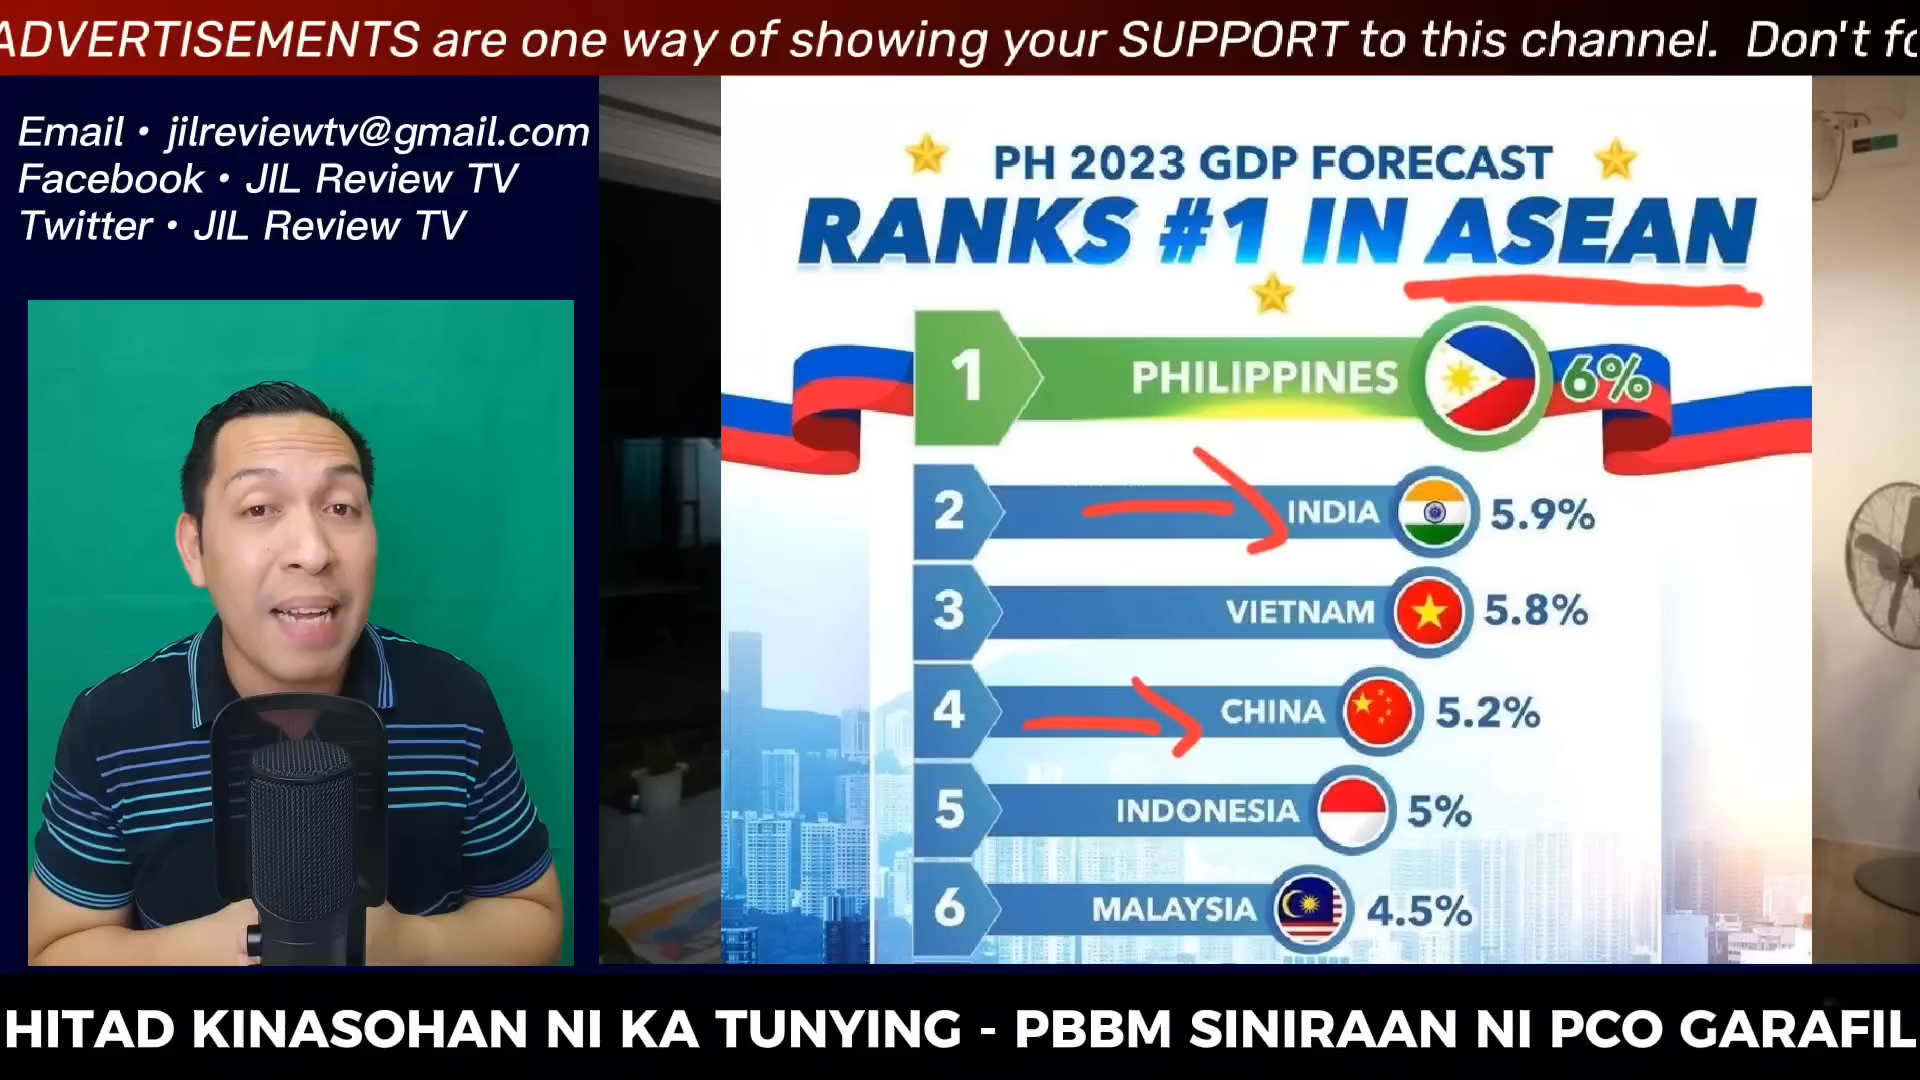 ADVERTISEMENTS are one way of showing your SUPPORT to this channel. Don't fo
Email • jilreviewtv@gmail.com
Facebook • JIL Review TV
Twitter • JIL Review TV
PH 2023 GDP FORECAST
RANKS #1 IN ASEAN
1 PHILIPPINES 6%
2 INDIA 5.9%
3 VIETNAM 5.8%
4 CHINA 5.2%
5 INDONESIA 5%
6 MALAYSIA 4.5%
HITAD KINASOHAN NI KA TUNYING - PBBM SINIRAAN NI PCO GARAFIL